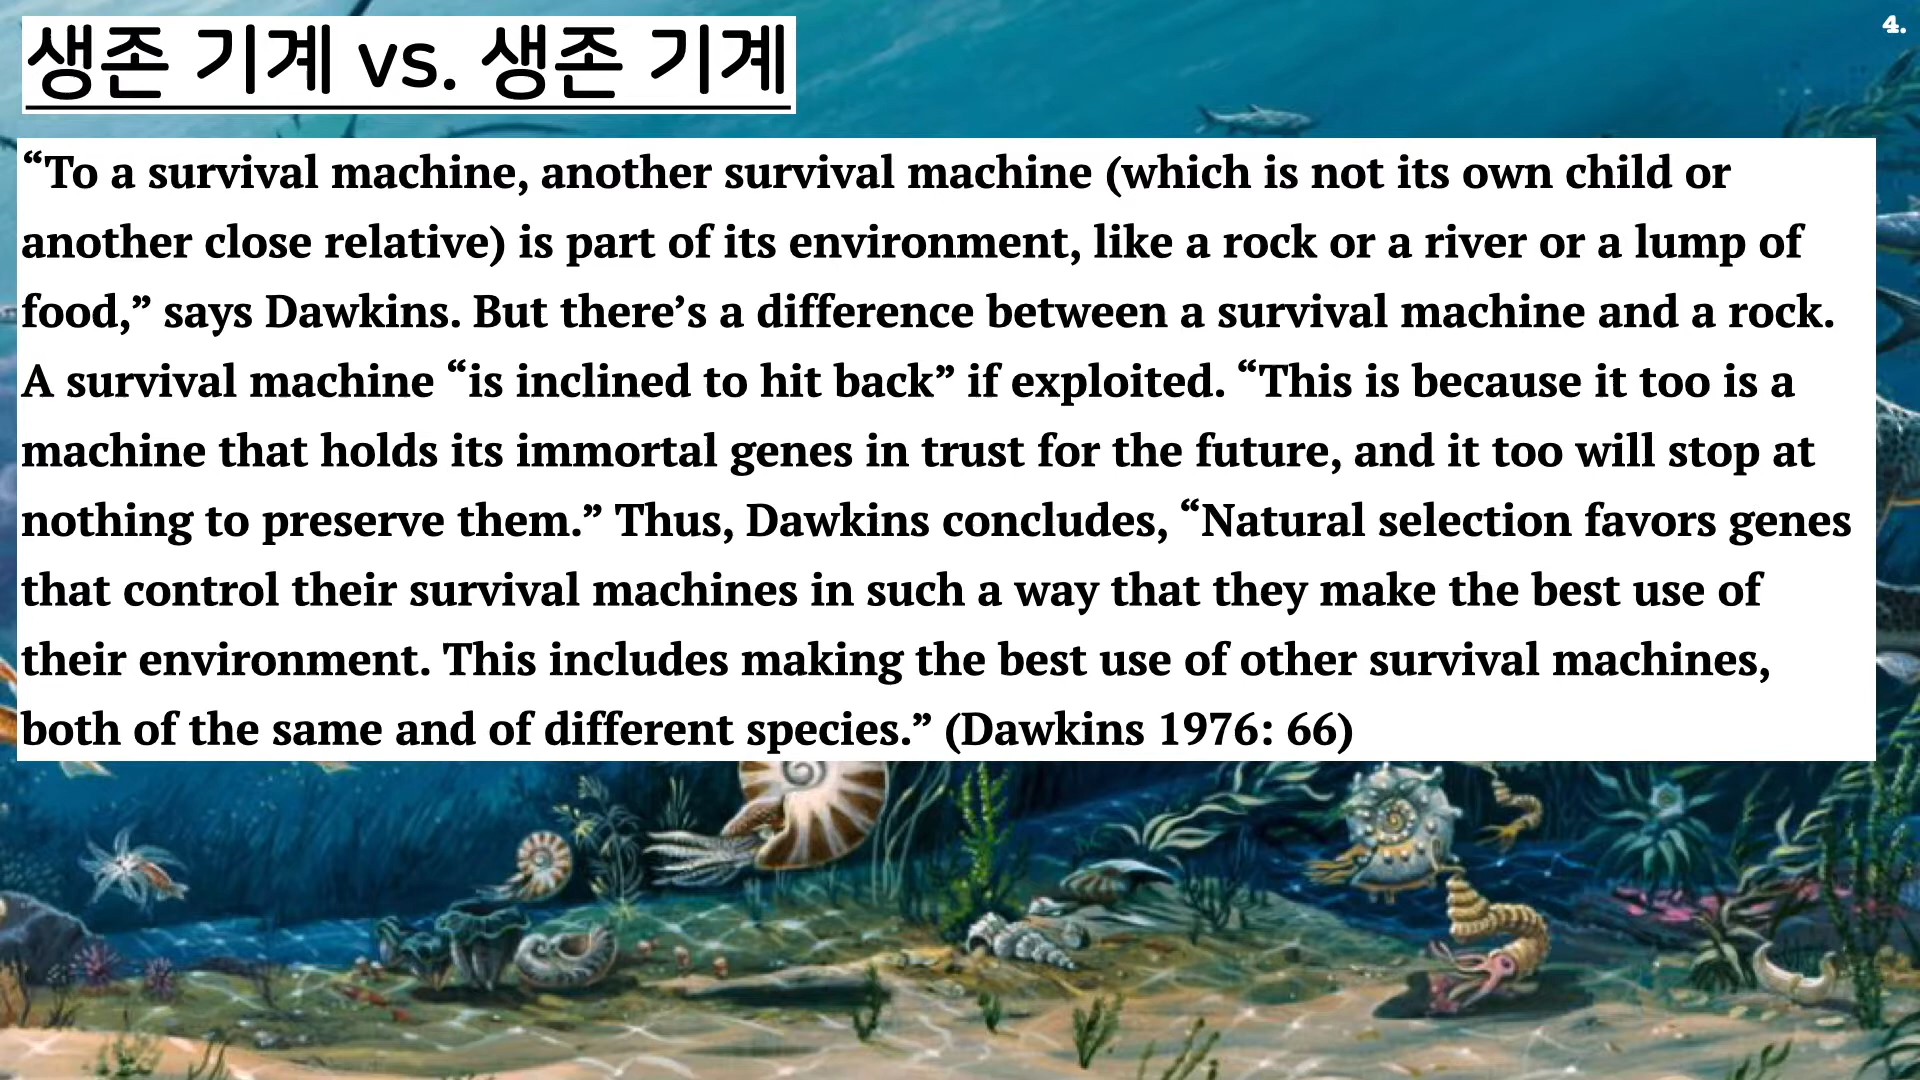 생존 기계 vs. 생존 기계
4.
“To a survival machine, another survival machine (which is not its own child or
another close relative) is part of its environment, like a rock or a river or a lump of
food,” says Dawkins. But there’s a difference between a survival machine and a rock.
A survival machine “is inclined to hit back” if exploited. “This is because it too is a
machine that holds its immortal genes in trust for the future, and it too will stop at
nothing to preserve them.” Thus, Dawkins concludes, “Natural selection favors genes
that control their survival machines in such a way that they make the best use of
their environment. This includes making the best use of other survival machines,
both of the same and of different species.” (Dawkins 1976: 66)